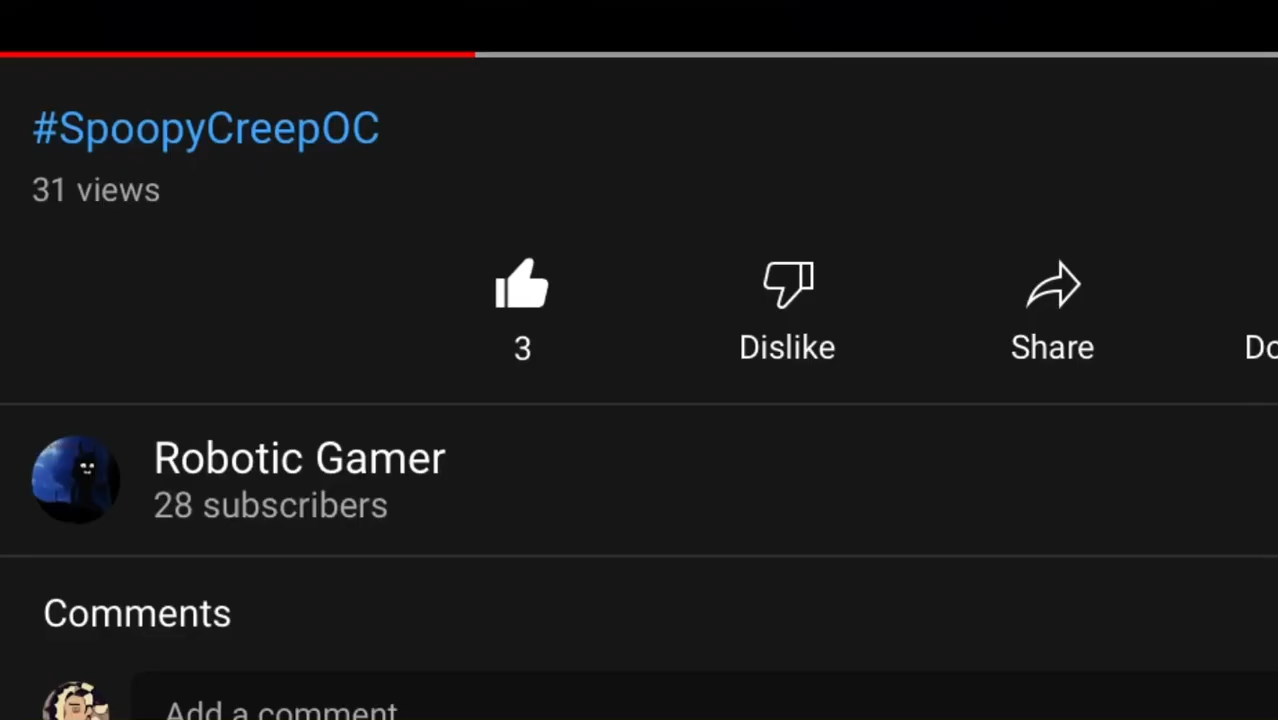 #SpoopyCreepOC
31 views
3
Dislike
Share
Robotic Gamer
28 subscribers
Comments
Add a comment